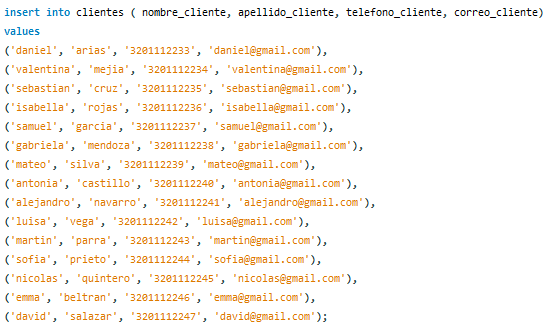 insert into clientes ( nombre_cliente, apellido_cliente, telefono_cliente, correo_cliente)
values
('daniel', 'arias', '3201112233', 'daniel@gmail.com'),
('valentina', 'mejia', '3201112234', 'valentina@gmail.com'),
('sebastian', 'cruz', '3201112235', 'sebastian@gmail.com'),
('isabella', 'rojas', '3201112236', 'isabella@gmail.com'),
('samuel', 'garcia', '3201112237', 'samuel@gmail.com'),
('gabriela', 'mendoza', '3201112238', 'gabriela@gmail.com'),
('mateo', 'silva', '3201112239', 'mateo@gmail.com'),
('antonia', 'castillo', '3201112240', 'antonia@gmail.com'),
('alejandro', 'navarro', '3201112241', 'alejandro@gmail.com'),
('luisa', 'vega', '3201112242', 'luisa@gmail.com'),
('martin', 'parra', '3201112243', 'martin@gmail.com'),
('sofia', 'prieto', '3201112244', 'sofia@gmail.com'),
('nicolas', 'quintero', '3201112245', 'nicolas@gmail.com'),
('emma', 'beltran', '3201112246', 'emma@gmail.com'),
('david', 'salazar', '3201112247', 'david@gmail.com');